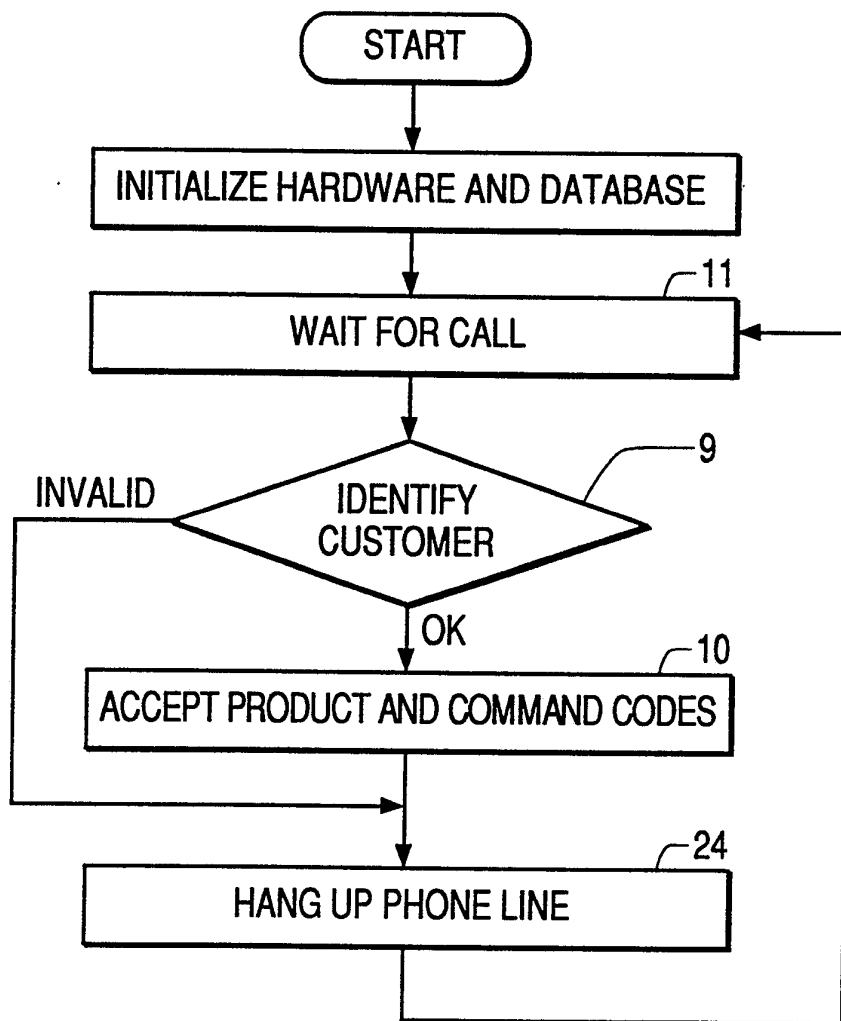 START
INITIALIZE HARDWARE AND DATABASE
11
WAIT FOR CALL
9
INVALID
IDENTIFY
CUSTOMER
OK
10
ACCEPT PRODUCT AND COMMAND CODES
24
HANG UP PHONE LINE